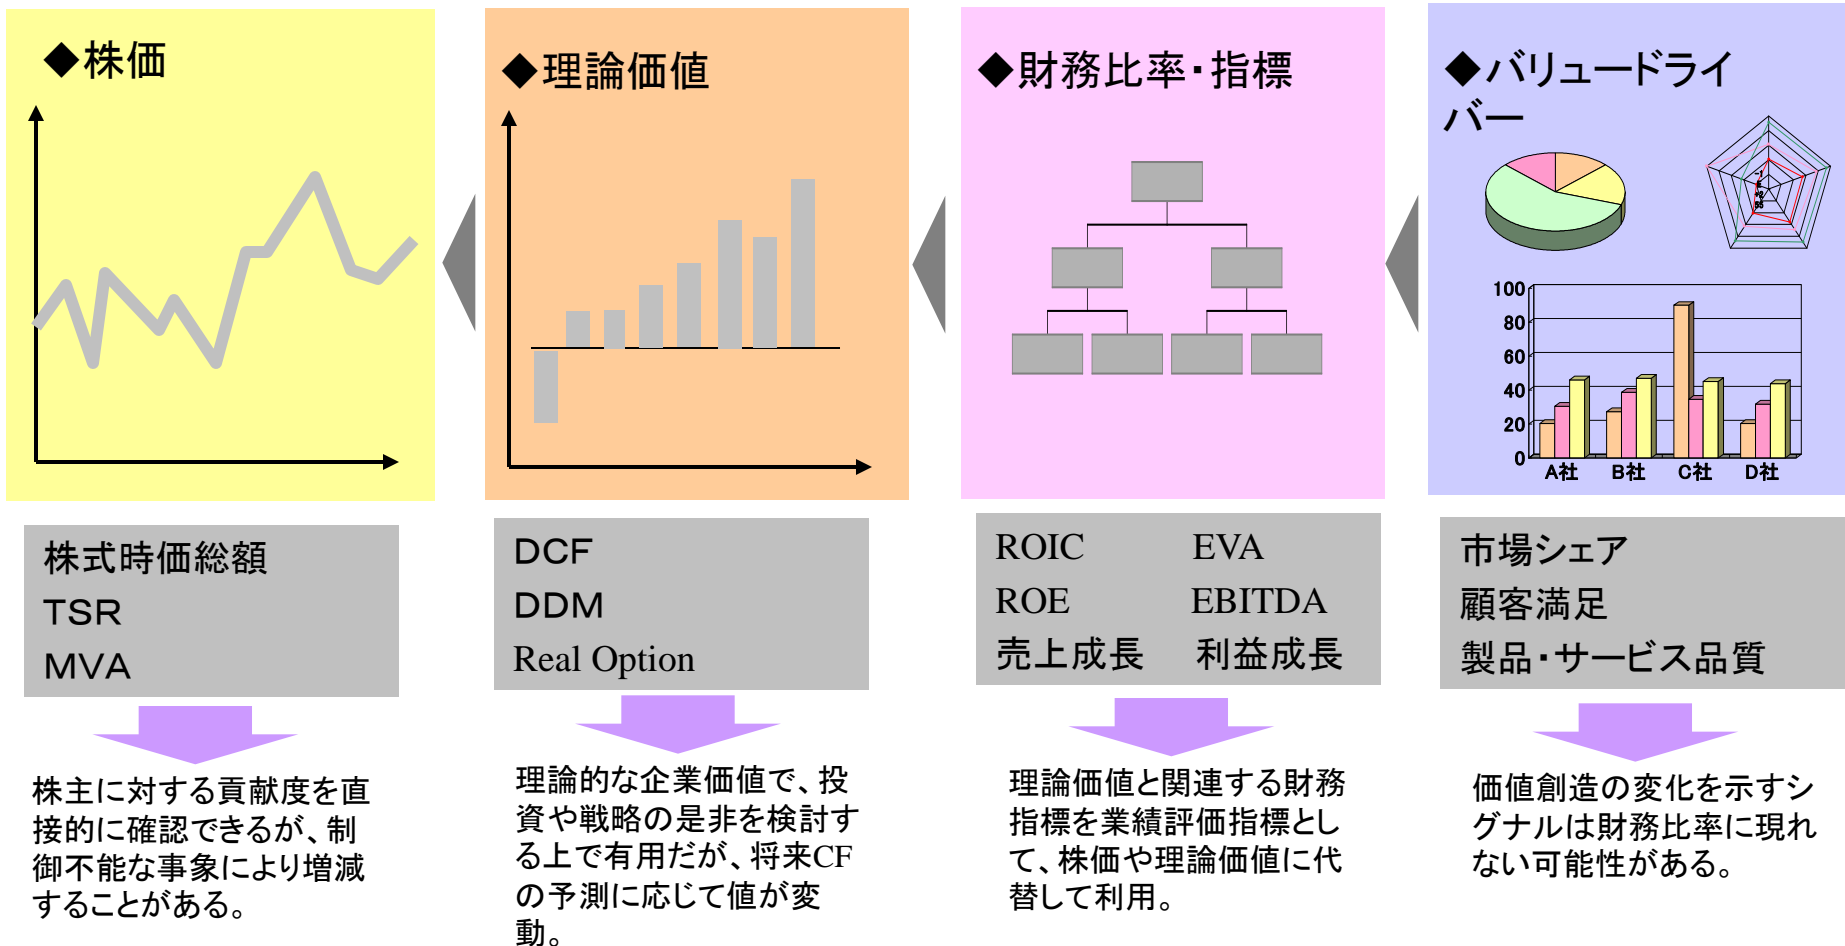 ◆株価
◆理論価値
◆財務比率・指標
◆バリュードライ
バー
100
80
60
40
20
0
A社 B社 C社 D社
株式時価総額
TSR
MVA
DCF
DDM
Real Option
ROIC EVA
ROE EBITDA
売上成長 利益成長
市場シェア
顧客満足
製品・サービス品質
株主に対する貢献度を直
接的に確認できるが、制
御不能な事象により増減
することがある。
理論的な企業価値で、投
資や戦略の是非を検討す
る上で有用だが、将来CF
の予測に応じて値が変
動。
理論価値と関連する財務
指標を業績評価指標とし
て、株価や理論価値に代
替して利用。
価値創造の変化を示すシ
グナルは財務比率に現れ
ない可能性がある。